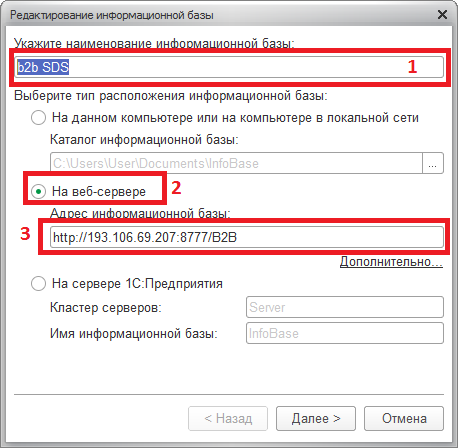 Редактирование информационной базы
Укажите наименование информационной базы:
b2b SDS 1
Выберите тип расположения информационной базы:
На данном компьютере или на компьютере в локальной сети
Каталог информационной базы:
C:\Users\User\Documents\InfoBase ...
На веб-сервере 2
Адрес информационной базы:
3 http://193.106.69.207:8777/B2B
Дополнительно...
На сервере 1С:Предприятия
Кластер серверов: Server
Имя информационной базы: InfoBase
< Назад Далее > Отмена